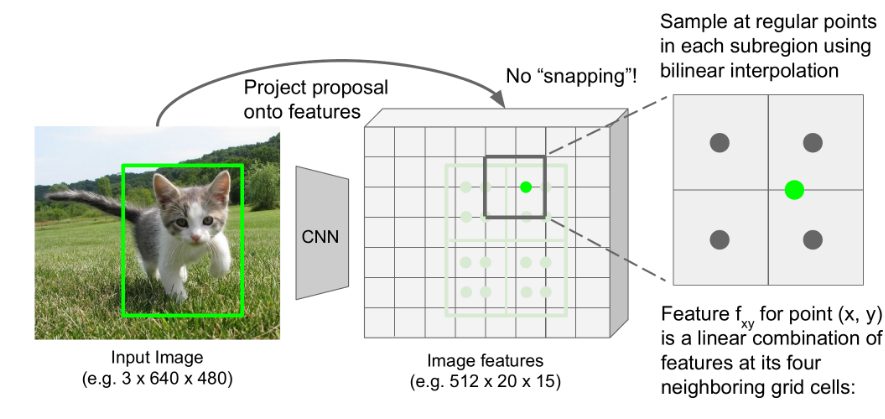 Sample at regular points
in each subregion using
bilinear interpolation
No “snapping”!
Project proposal
onto features
CNN
Input Image
(e.g. 3 x 640 x 480)
Image features
(e.g. 512 x 20 x 15)
Feature fxy for point (x, y)
is a linear combination of
features at its four
neighboring grid cells: